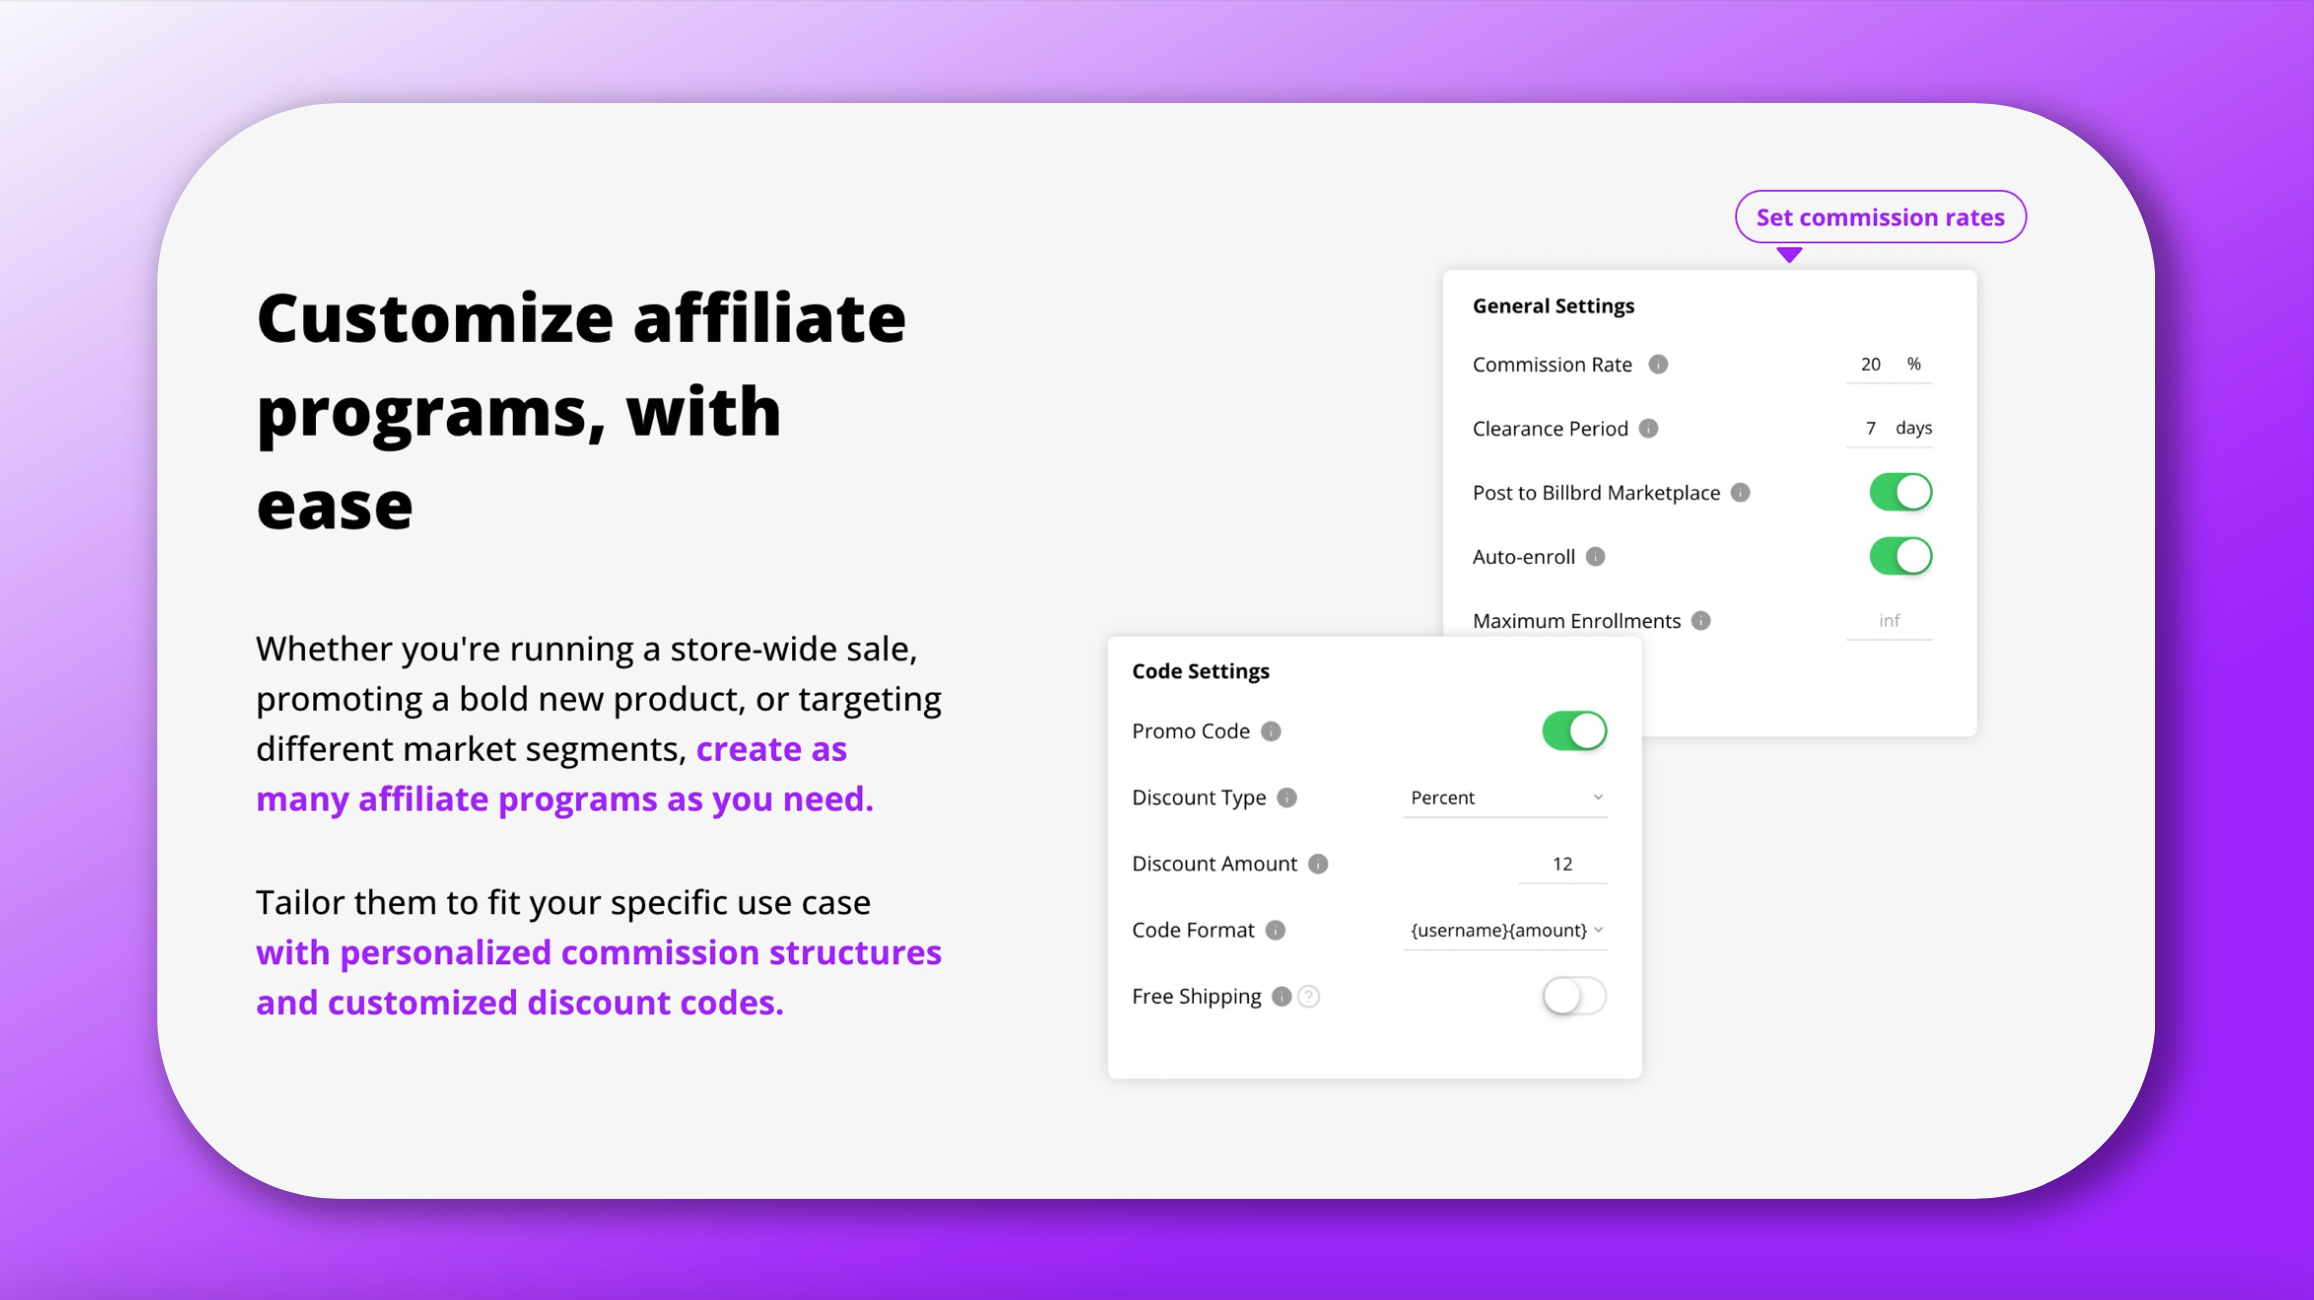 Customize affiliate
programs, with
ease
Whether you're running a store-wide sale,
promoting a bold new product, or targeting
different market segments, create as
many affiliate programs as you need.
Tailor them to fit your specific use case
with personalized commission structures
and customized discount codes.
Set commission rates
General Settings
Commission Rate 20 %
Clearance Period 7 days
Post to Billbrd Marketplace
Auto-enroll
Maximum Enrollments inf
Code Settings
Promo Code
Discount Type Percent
Discount Amount 12
Code Format {username}{amount}
Free Shipping